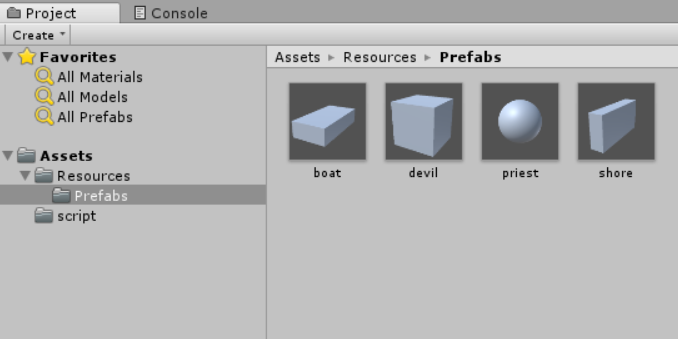 Project
Console
Create
Favorites
All Materials
All Models
All Prefabs
Assets
Resources
Prefabs
script
Assets ▸ Resources ▸ Prefabs
boat
devil
priest
shore